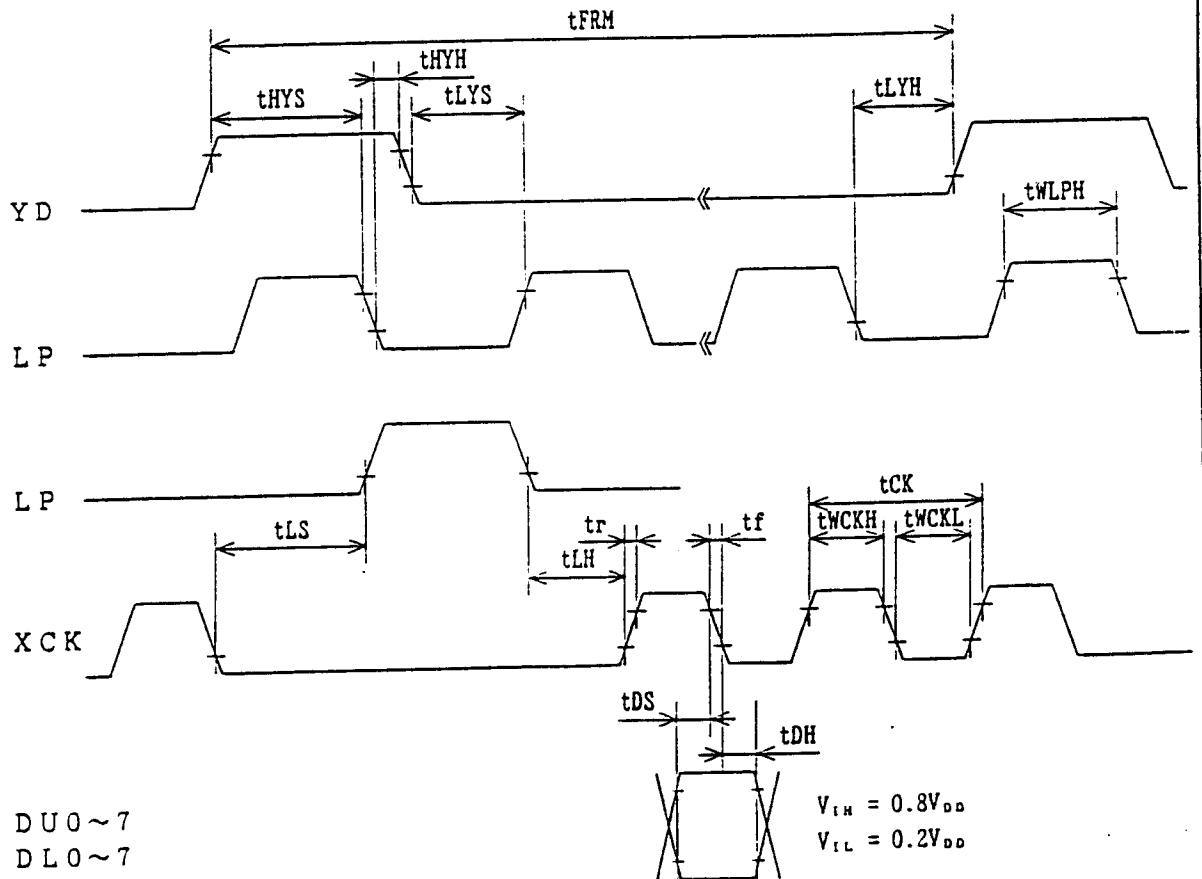 tFRM
tHYH
tHYS
tLYS
tLYH
YD
tWLPH
LP
LP
tCK
tLS
tr
tf
tWCKH
tWCKL
tLH
XCK
tDS
tDH
DU0~7
DL0~7
VIH = 0.8VDD
VIL = 0.2VDD